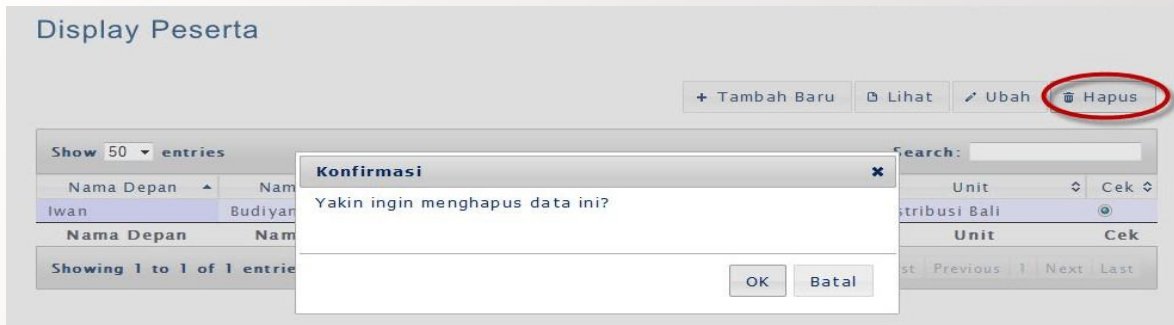 Display Peserta
+ Tambah Baru Lihat Ubah Hapus
Show 50 entries Search:
Nama Depan Nam Unit Cek
Iwan Budiyan stribusi Bali
Nama Depan Nam Unit Cek
Showing 1 to 1 of 1 entrie st Previous 1 Next Last
Konfirmasi
Yakin ingin menghapus data ini?
OK Batal